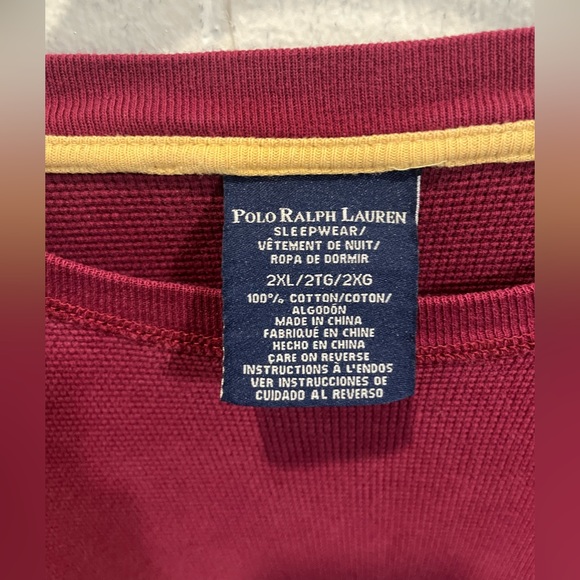 POLO RALPH LAUREN
SLEEPWEAR/
VÊTEMENT DE NUIT/
ROPA DE DORMIR
2XL/2TG/2XG
100% COTTON/COTON/
ALGODÓN
MADE IN CHINA
FABRIQUÉ EN CHINE
HECHO EN CHINA
CARE ON REVERSE
INSTRUCTIONS À L'ENDOS
VER INSTRUCCIONES DE
CUIDADO AL REVERSO